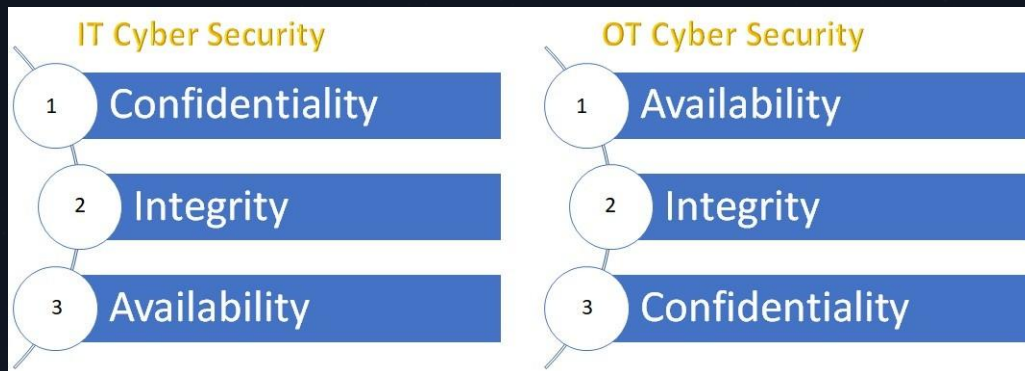 IT Cyber Security
1 Confidentiality
2 Integrity
3 Availability
OT Cyber Security
1 Availability
2 Integrity
3 Confidentiality